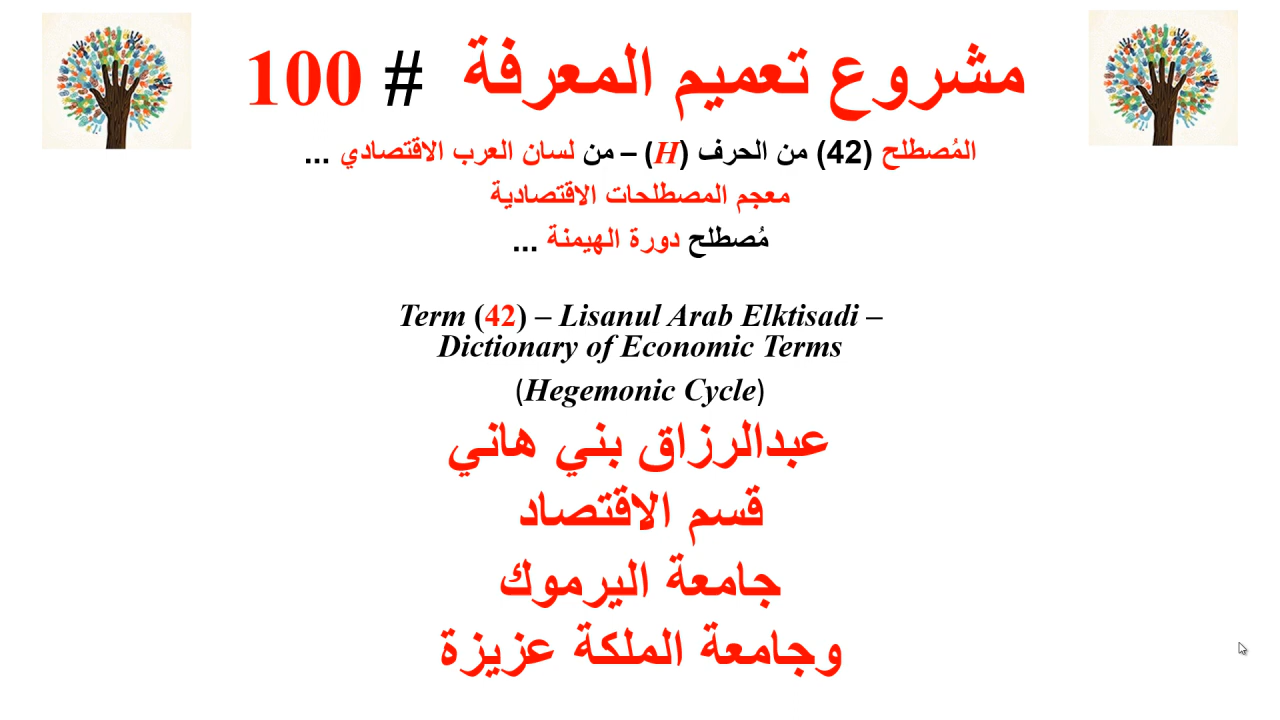 مشروع تعميم المعرفة # 100
المُصطلح (42) من الحرف (H) – من لسان العرب الاقتصادي ...
معجم المصطلحات الاقتصادية
مُصطلح دورة الهيمنة ...
Term (42) – Lisanul Arab Elktisadi –
Dictionary of Economic Terms
(Hegemonic Cycle)
عبدالرزاق بني هاني
قسم الاقتصاد
جامعة اليرموك
وجامعة الملكة عزيزة